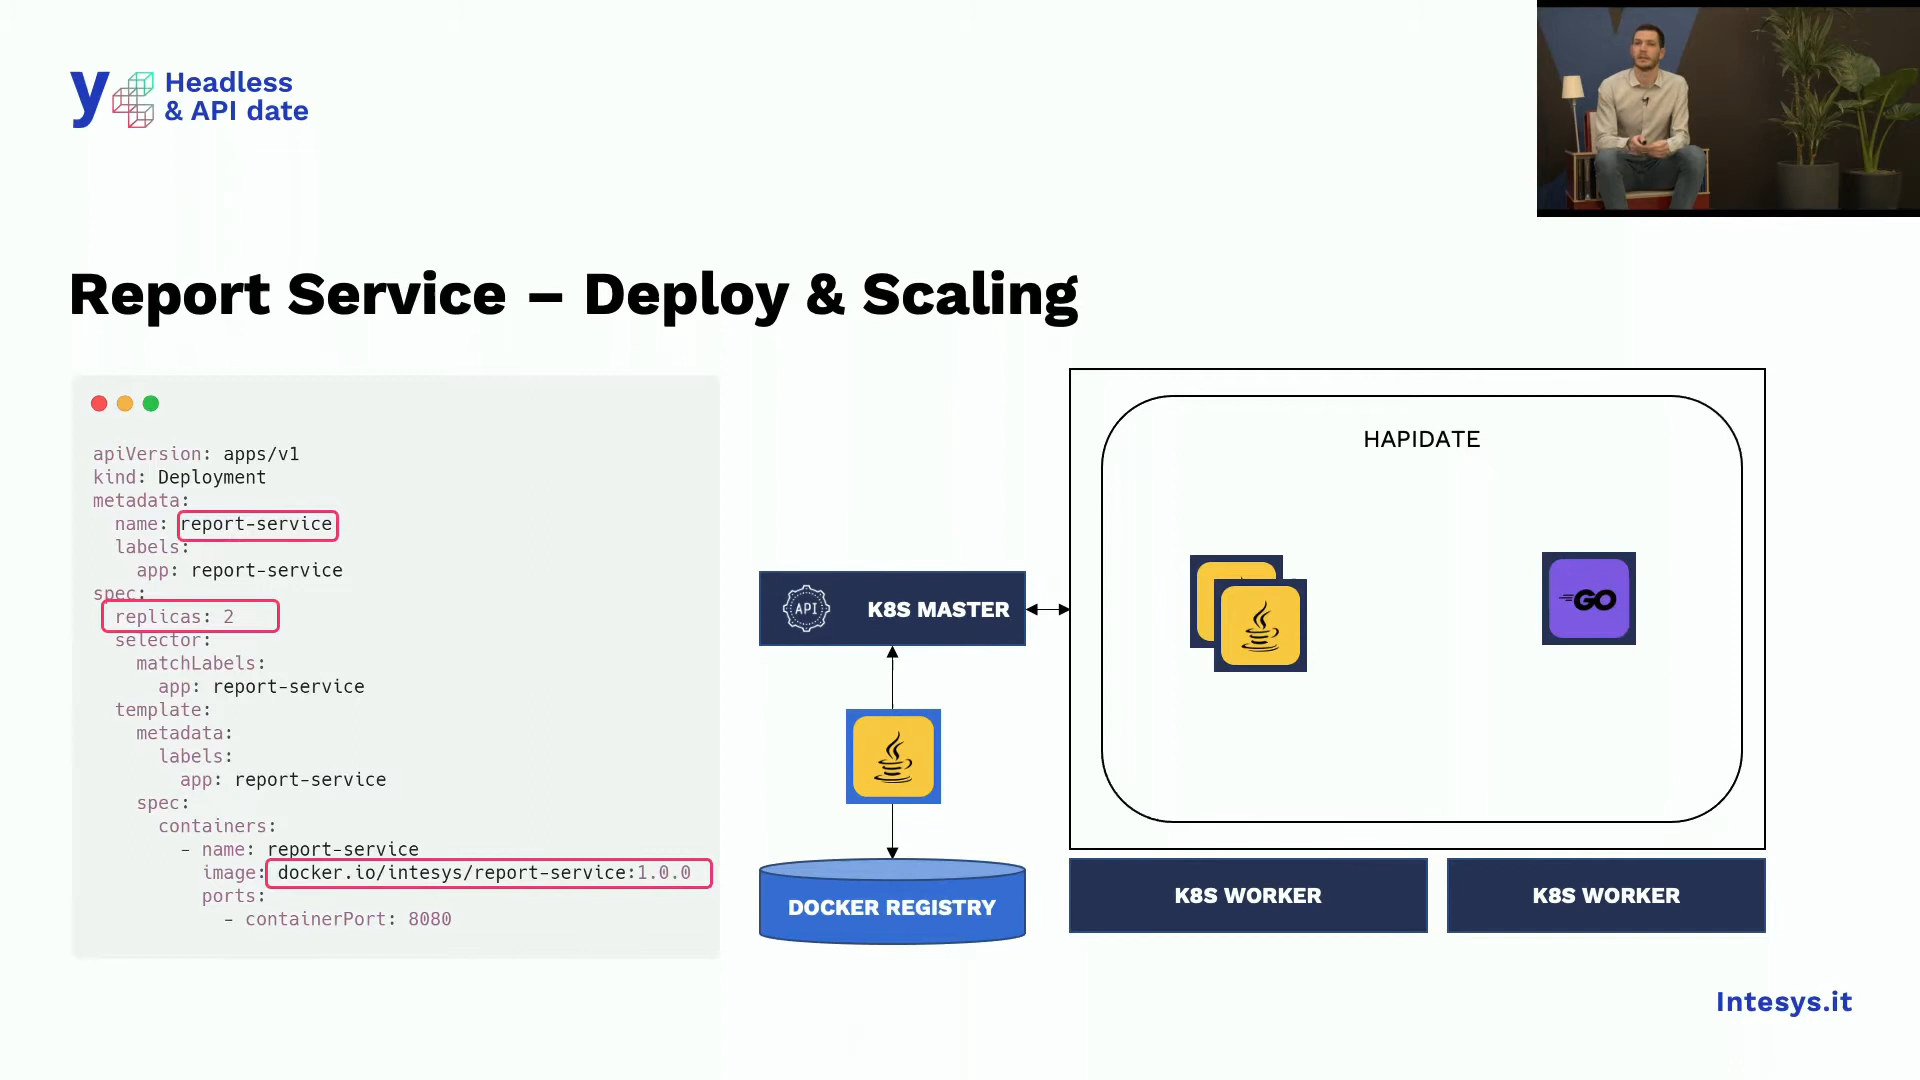 y
Headless
& API date
Report Service – Deploy & Scaling
apiVersion: apps/v1
kind: Deployment
metadata:
name: report-service
labels:
app: report-service
spec:
replicas: 2
selector:
matchLabels:
app: report-service
template:
metadata:
labels:
app: report-service
spec:
containers:
- name: report-service
image: docker.io/intesys/report-service:1.0.0
ports:
- containerPort: 8080
API
K8S MASTER
DOCKER REGISTRY
HAPIDATE
GO
K8S WORKER
K8S WORKER
Intesys.it